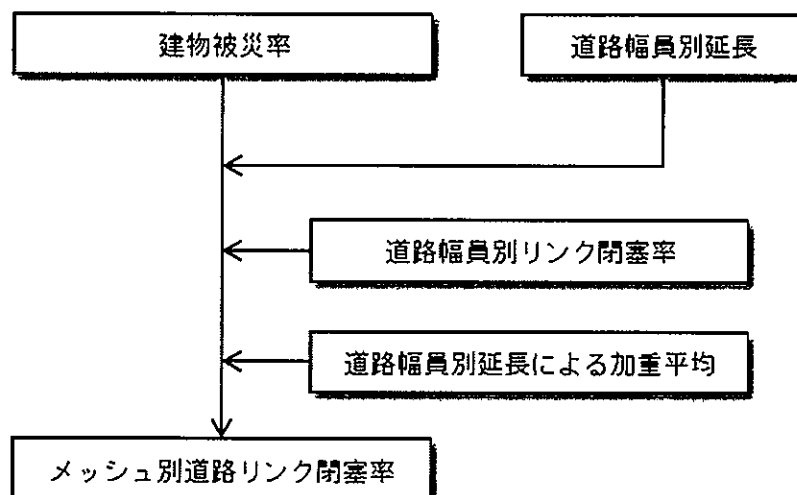 建物被災率
道路幅員別延長
道路幅員別リンク閉塞率
道路幅員別延長による加重平均
メッシュ別道路リンク閉塞率